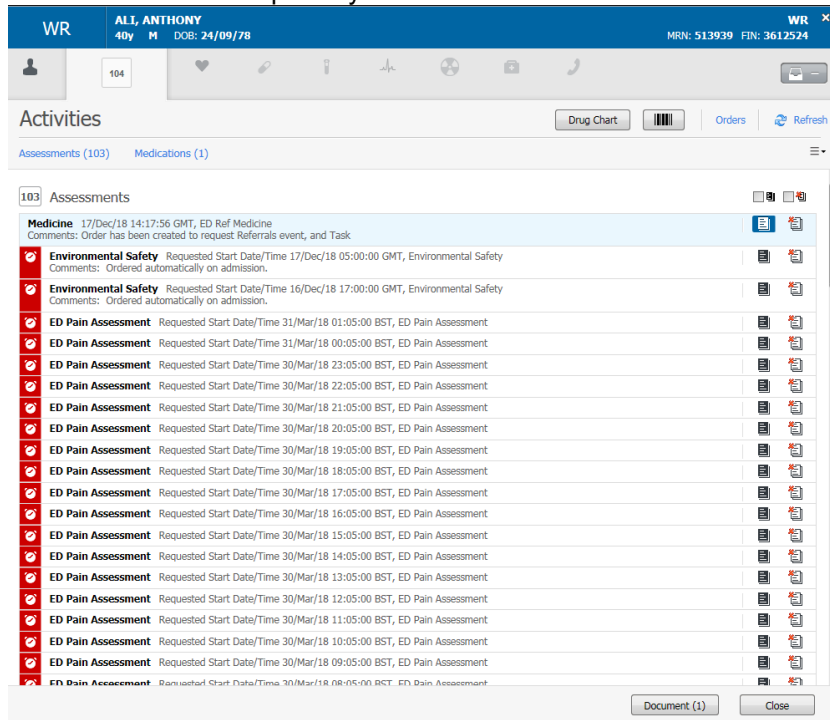 WR ALI, ANTHONY WR ×
40y M DOB: 24/09/78 MRN: 513939 FIN: 3612524
104
Activities Drug Chart Orders Refresh
Assessments (103) Medications (1)
103 Assessments
Medicine 17/Dec/18 14:17:56 GMT, ED Ref Medicine
Comments: Order has been created to request Referrals event, and Task
Environmental Safety Requested Start Date/Time 17/Dec/18 05:00:00 GMT, Environmental Safety
Comments: Ordered automatically on admission.
Environmental Safety Requested Start Date/Time 16/Dec/18 17:00:00 GMT, Environmental Safety
Comments: Ordered automatically on admission.
ED Pain Assessment Requested Start Date/Time 31/Mar/18 01:05:00 BST, ED Pain Assessment
ED Pain Assessment Requested Start Date/Time 31/Mar/18 00:05:00 BST, ED Pain Assessment
ED Pain Assessment Requested Start Date/Time 30/Mar/18 23:05:00 BST, ED Pain Assessment
ED Pain Assessment Requested Start Date/Time 30/Mar/18 22:05:00 BST, ED Pain Assessment
ED Pain Assessment Requested Start Date/Time 30/Mar/18 21:05:00 BST, ED Pain Assessment
ED Pain Assessment Requested Start Date/Time 30/Mar/18 20:05:00 BST, ED Pain Assessment
ED Pain Assessment Requested Start Date/Time 30/Mar/18 19:05:00 BST, ED Pain Assessment
ED Pain Assessment Requested Start Date/Time 30/Mar/18 18:05:00 BST, ED Pain Assessment
ED Pain Assessment Requested Start Date/Time 30/Mar/18 17:05:00 BST, ED Pain Assessment
ED Pain Assessment Requested Start Date/Time 30/Mar/18 16:05:00 BST, ED Pain Assessment
ED Pain Assessment Requested Start Date/Time 30/Mar/18 15:05:00 BST, ED Pain Assessment
ED Pain Assessment Requested Start Date/Time 30/Mar/18 14:05:00 BST, ED Pain Assessment
ED Pain Assessment Requested Start Date/Time 30/Mar/18 13:05:00 BST, ED Pain Assessment
ED Pain Assessment Requested Start Date/Time 30/Mar/18 12:05:00 BST, ED Pain Assessment
ED Pain Assessment Requested Start Date/Time 30/Mar/18 11:05:00 BST, ED Pain Assessment
ED Pain Assessment Requested Start Date/Time 30/Mar/18 10:05:00 BST, ED Pain Assessment
ED Pain Assessment Requested Start Date/Time 30/Mar/18 09:05:00 BST, ED Pain Assessment
ED Pain Assessment Requested Start Date/Time 30/Mar/18 08:05:00 BST, ED Pain Assessment
Document (1) Close